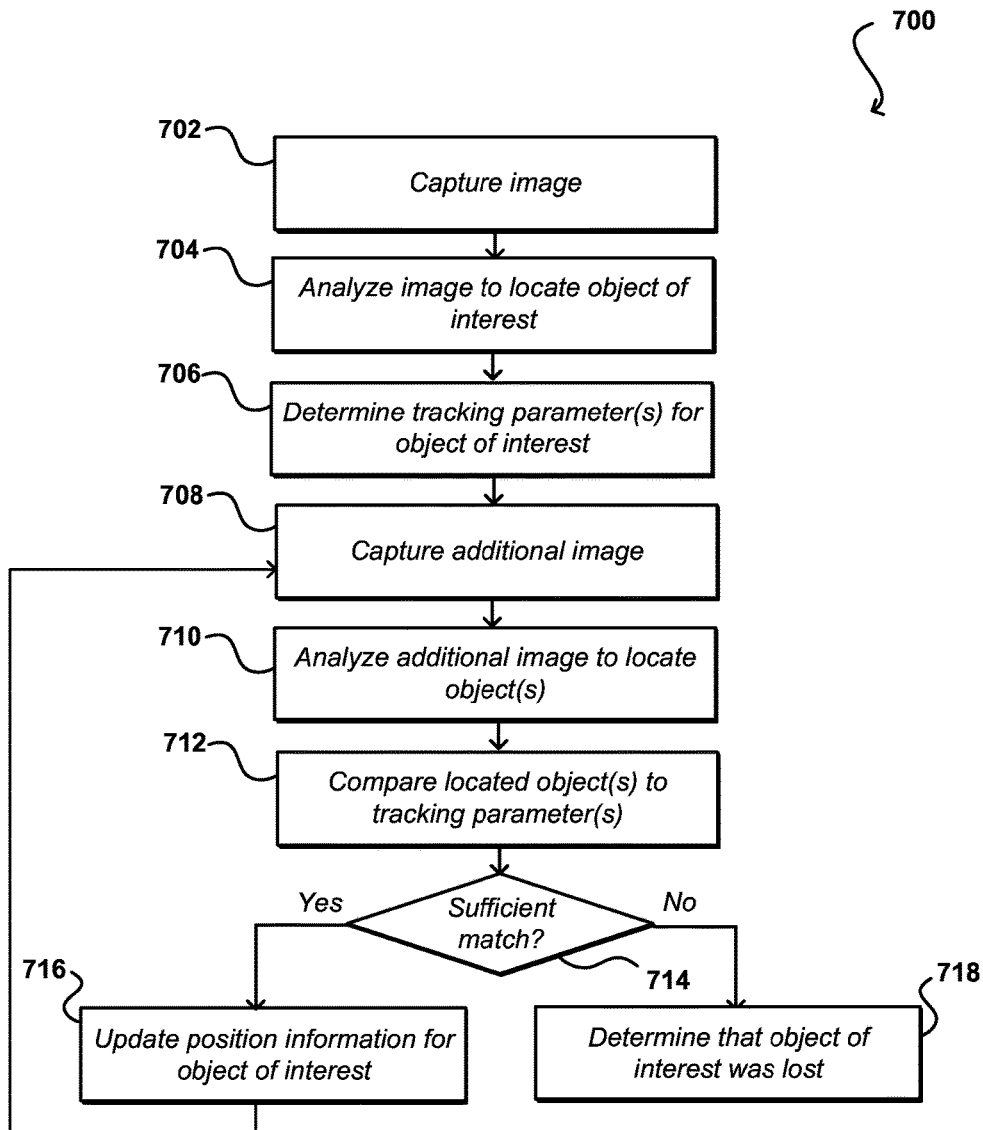 700
702
Capture image
704
Analyze image to locate object of
interest
706
Determine tracking parameter(s) for
object of interest
708
Capture additional image
710
Analyze additional image to locate
object(s)
712
Compare located object(s) to
tracking parameter(s)
Yes
Sufficient
match?
No
714
716
Update position information for
object of interest
718
Determine that object of
interest was lost